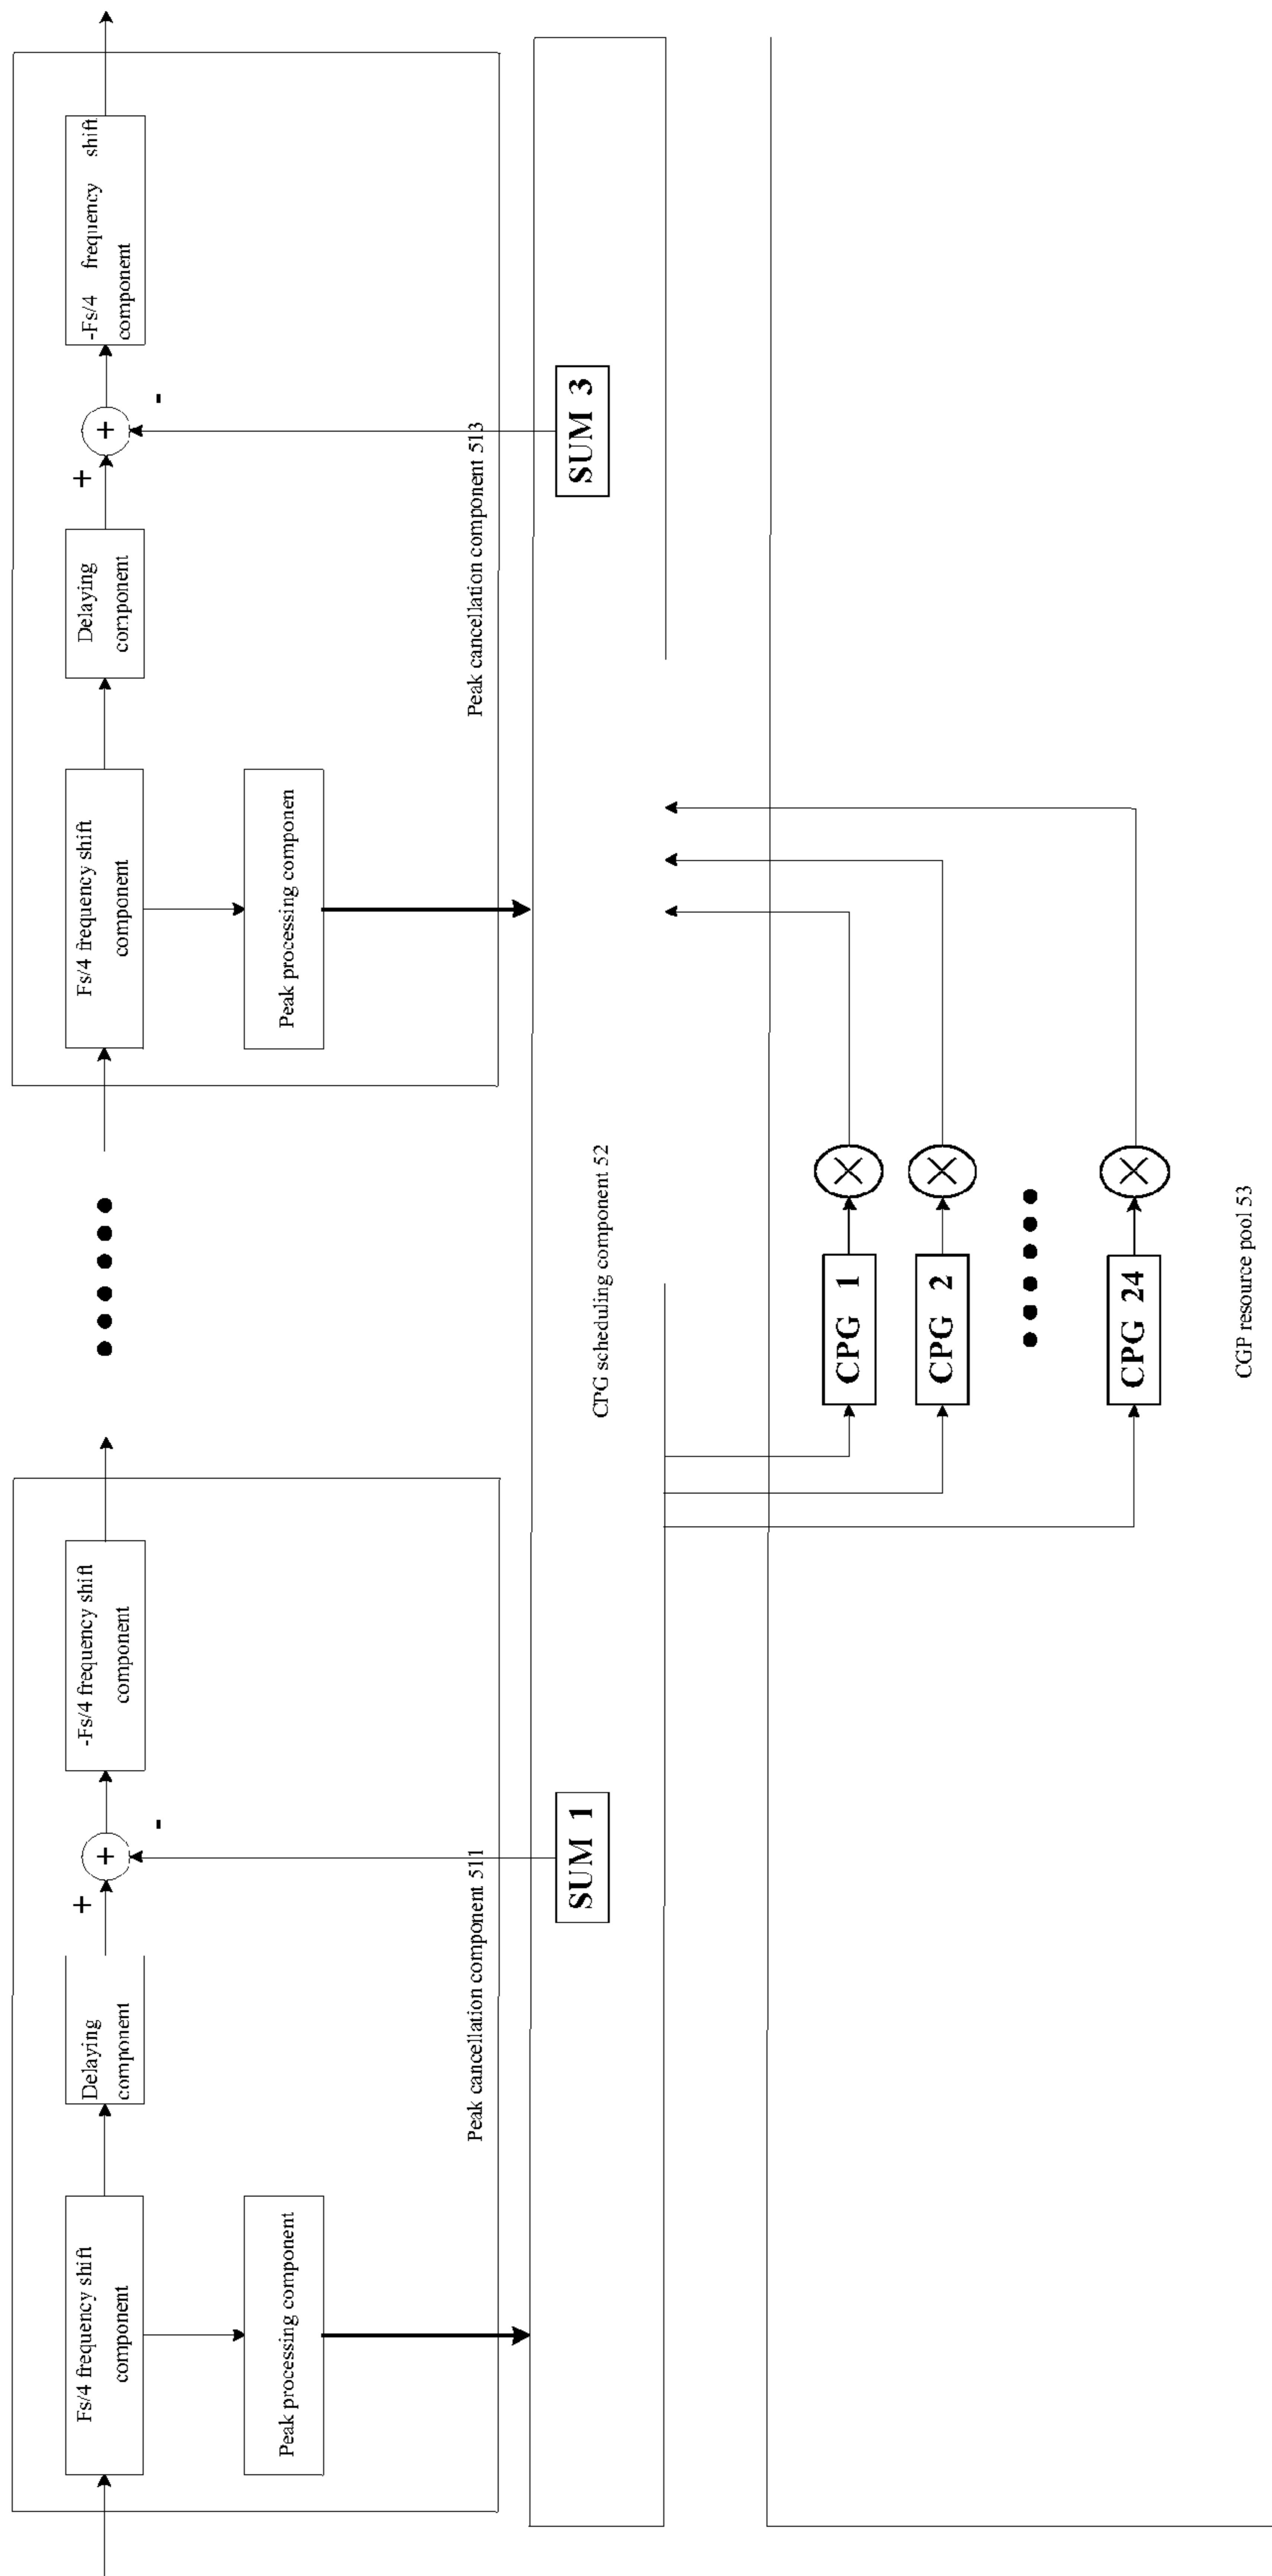 Fs/4 frequency shift
component
Delaying
component
+
+
-
-Fs/4 frequency shift
component
Peak processing component
Peak cancellation component 511
Fs/4 frequency shift
component
Delaying
component
+
+
-
-Fs/4 frequency shift
component
Peak processing componen
Peak cancellation component 513
SUM 1
SUM 3
CPG scheduling component 52
CPG 1
CPG 2
CPG 24
CGP resource pool 53